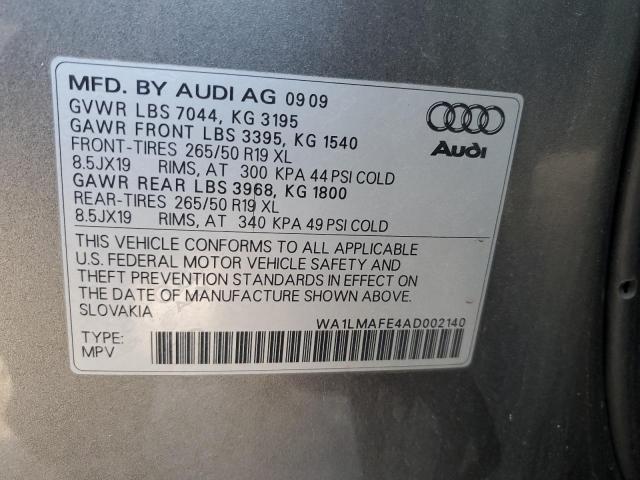 MFD. BY AUDI AG 09 09
GVWR LBS 7044, KG 3195
GAWR FRONT LBS 3395, KG 1540
FRONT-TIRES 265/50 R19 XL
8.5JX19 RIMS, AT 300 KPA 44 PSI COLD
GAWR REAR LBS 3968, KG 1800
REAR-TIRES 265/50 R19 XL
8.5JX19 RIMS, AT 340 KPA 49 PSI COLD
Audi
THIS VEHICLE CONFORMS TO ALL APPLICABLE
U.S. FEDERAL MOTOR VEHICLE SAFETY AND
THEFT PREVENTION STANDARDS IN EFFECT ON
THE DATE OF MANUFACTURE SHOWN ABOVE.
SLOVAKIA
WA1LMAFE4AD002140
TYPE:
MPV